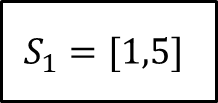 S₁ = [1,5]